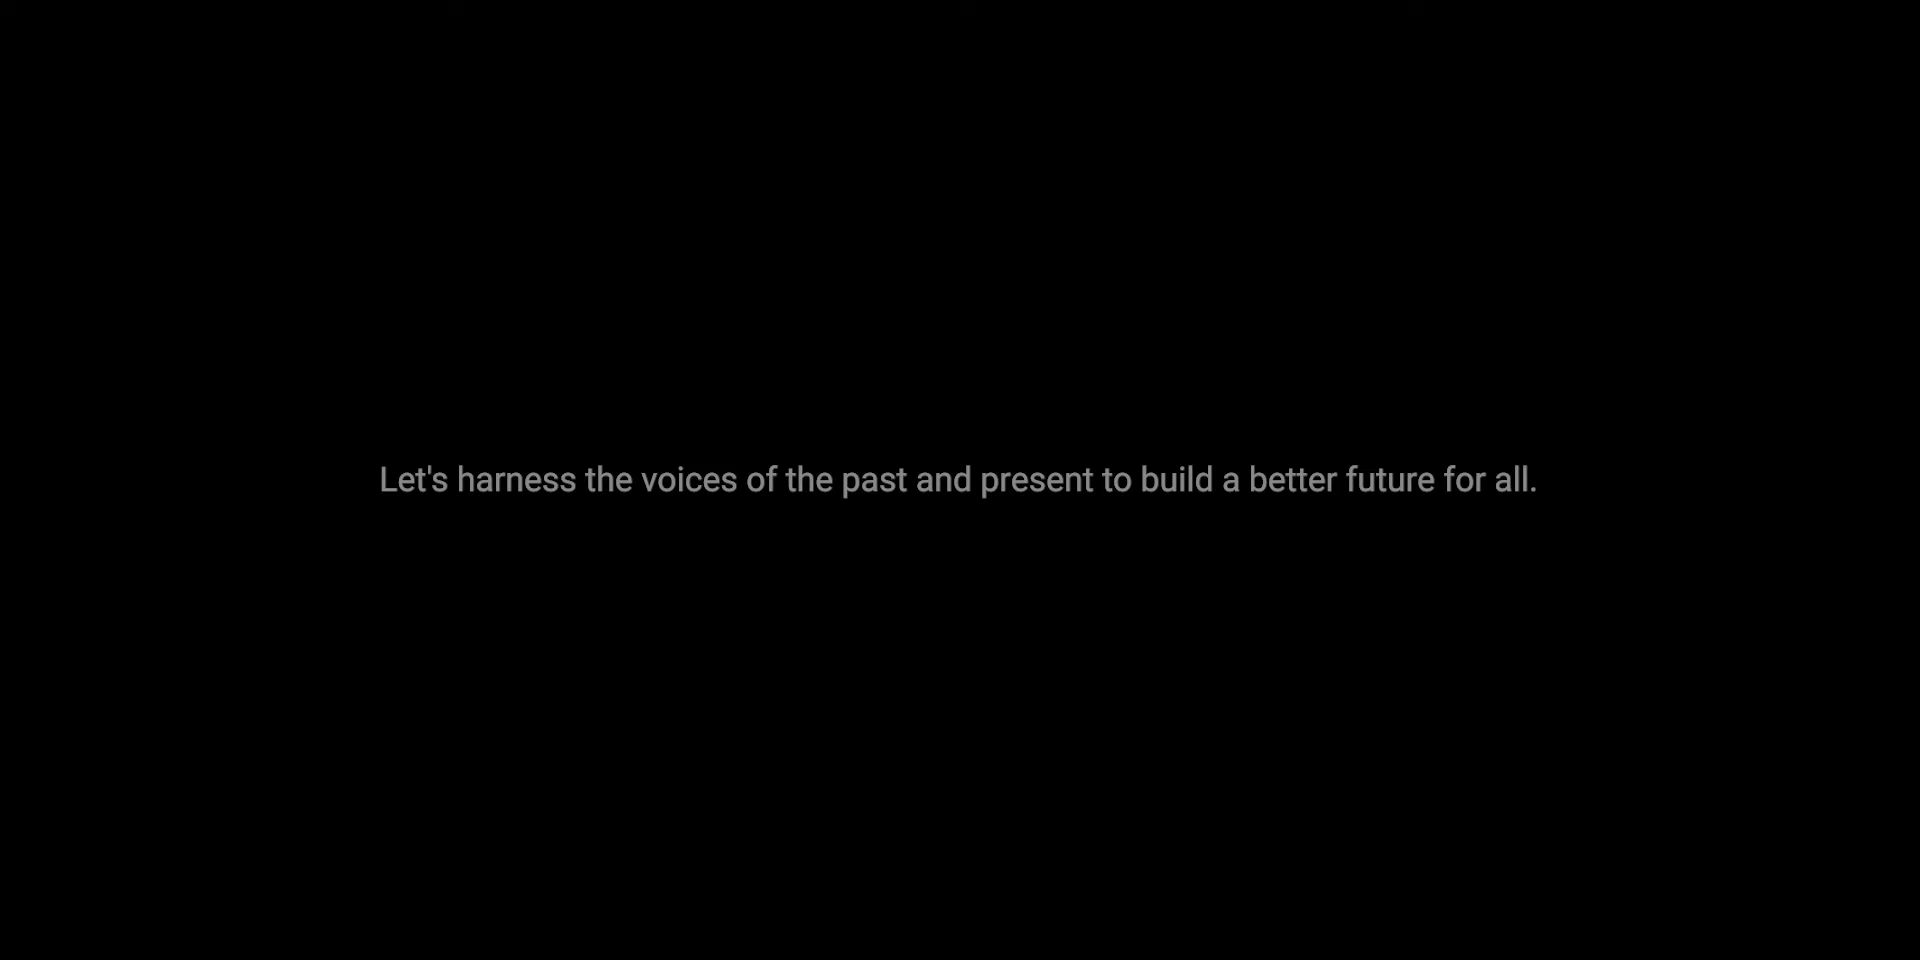 Let's harness the voices of the past and present to build a better future for all.